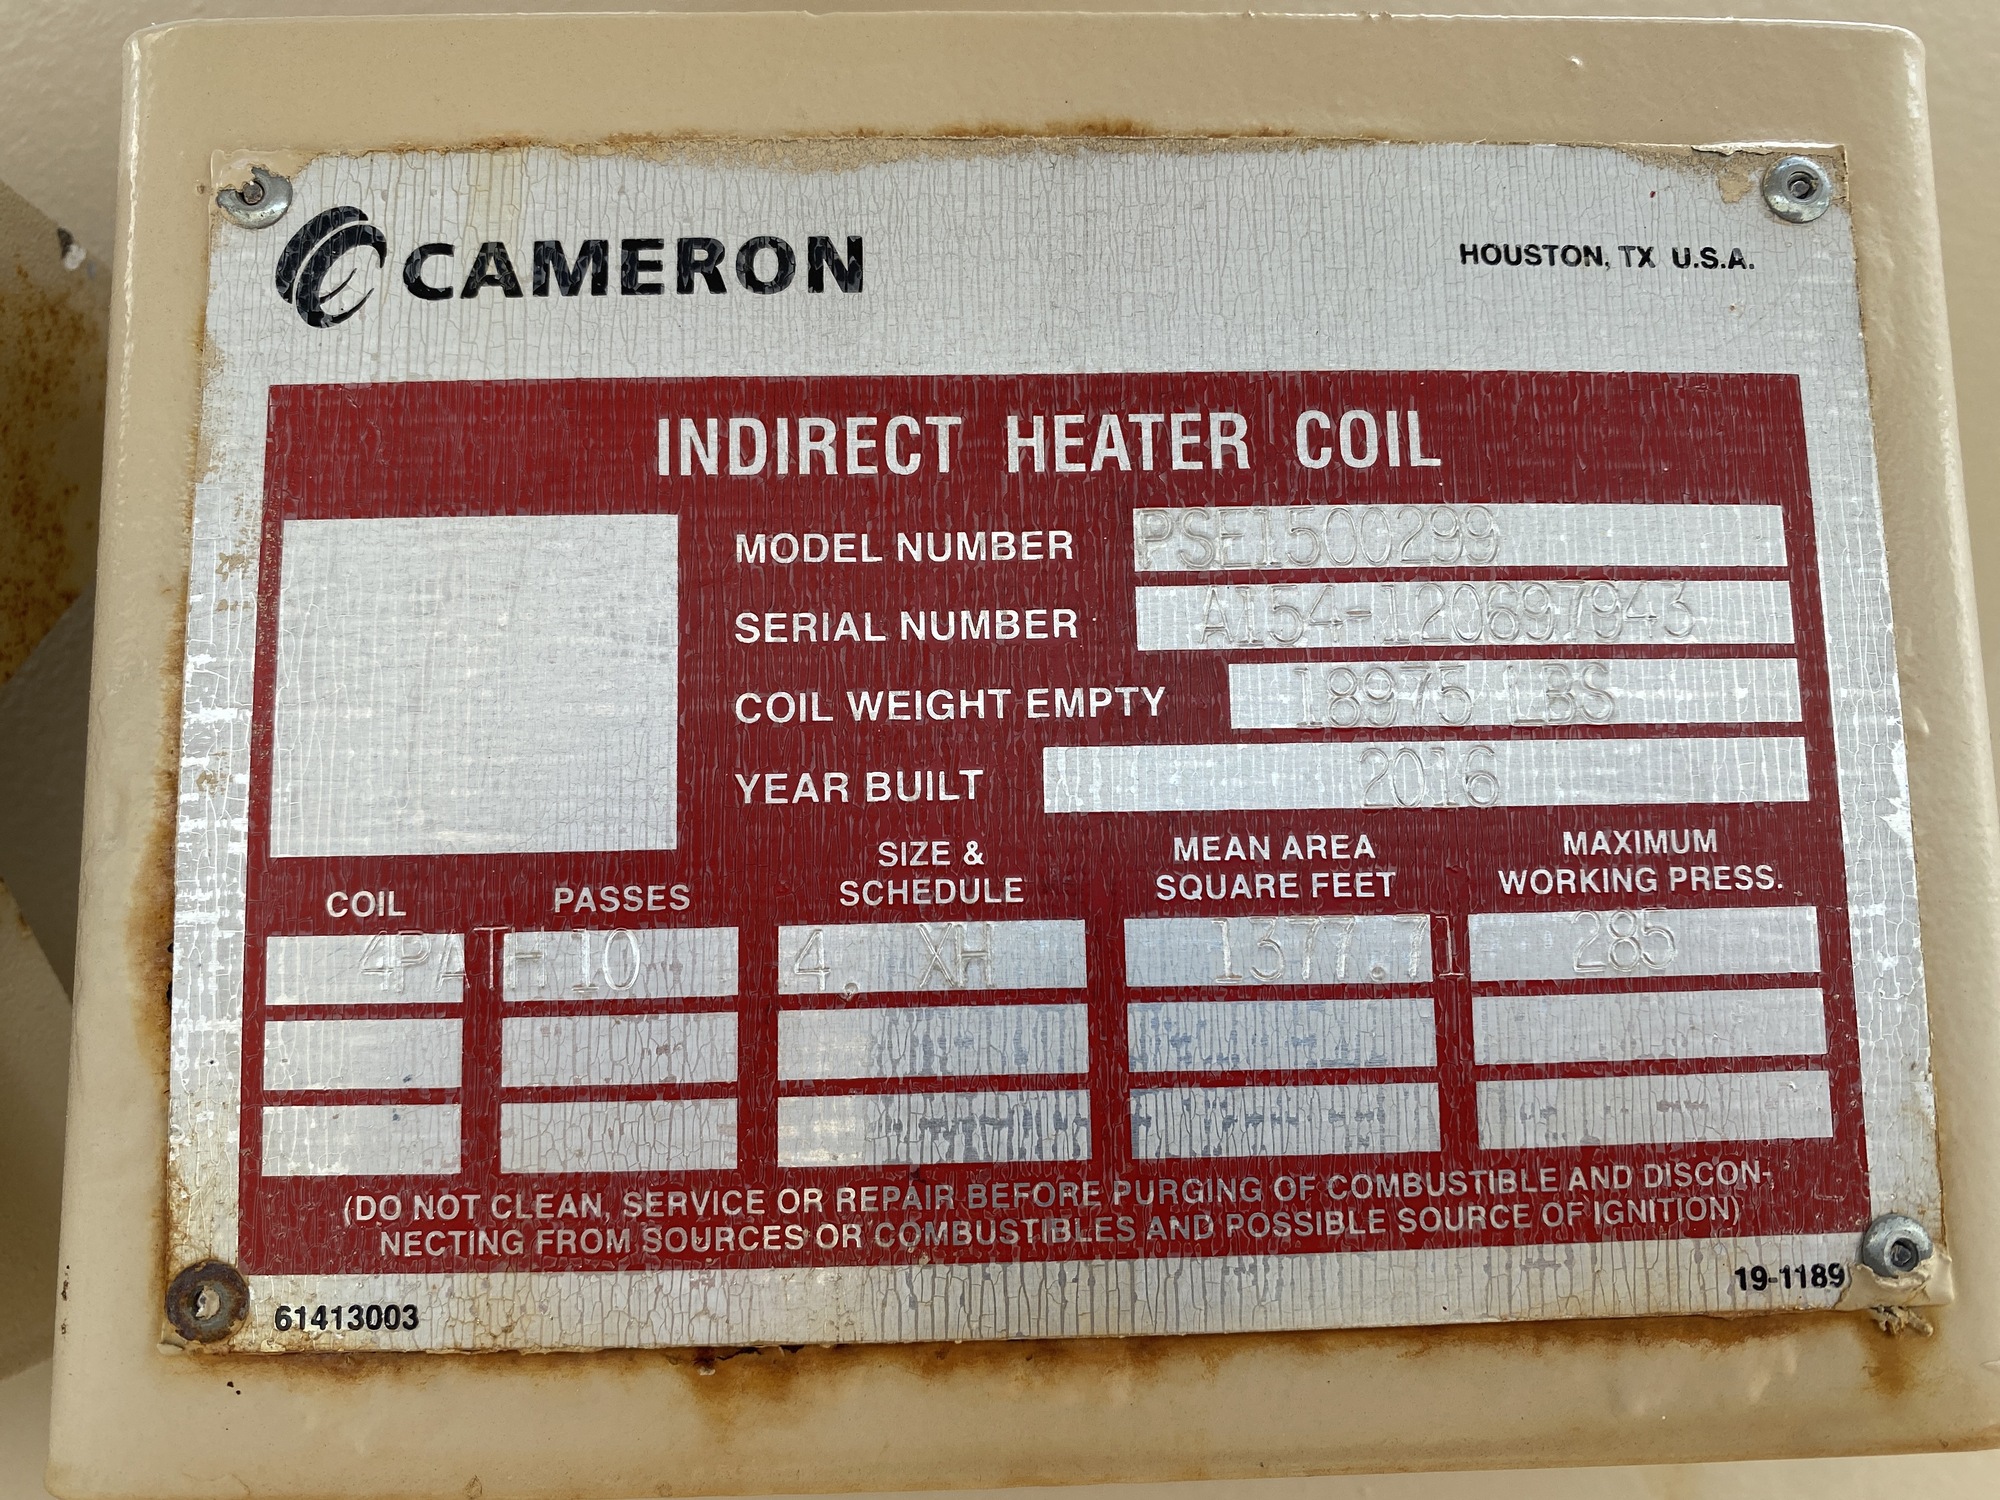 CAMERON
HOUSTON, TX U.S.A.
INDIRECT HEATER COIL
MODEL NUMBER PSE1500299
SERIAL NUMBER A154-120697943
COIL WEIGHT EMPTY 18975 LBS
YEAR BUILT 2016
COIL PASSES SIZE & SCHEDULE MEAN AREA SQUARE FEET MAXIMUM WORKING PRESS.
4PATH 10 4. XH 1377.71 285
(DO NOT CLEAN, SERVICE OR REPAIR BEFORE PURGING OF COMBUSTIBLE AND DISCON-
NECTING FROM SOURCES OR COMBUSTIBLES AND POSSIBLE SOURCE OF IGNITION)
61413003
19-1189